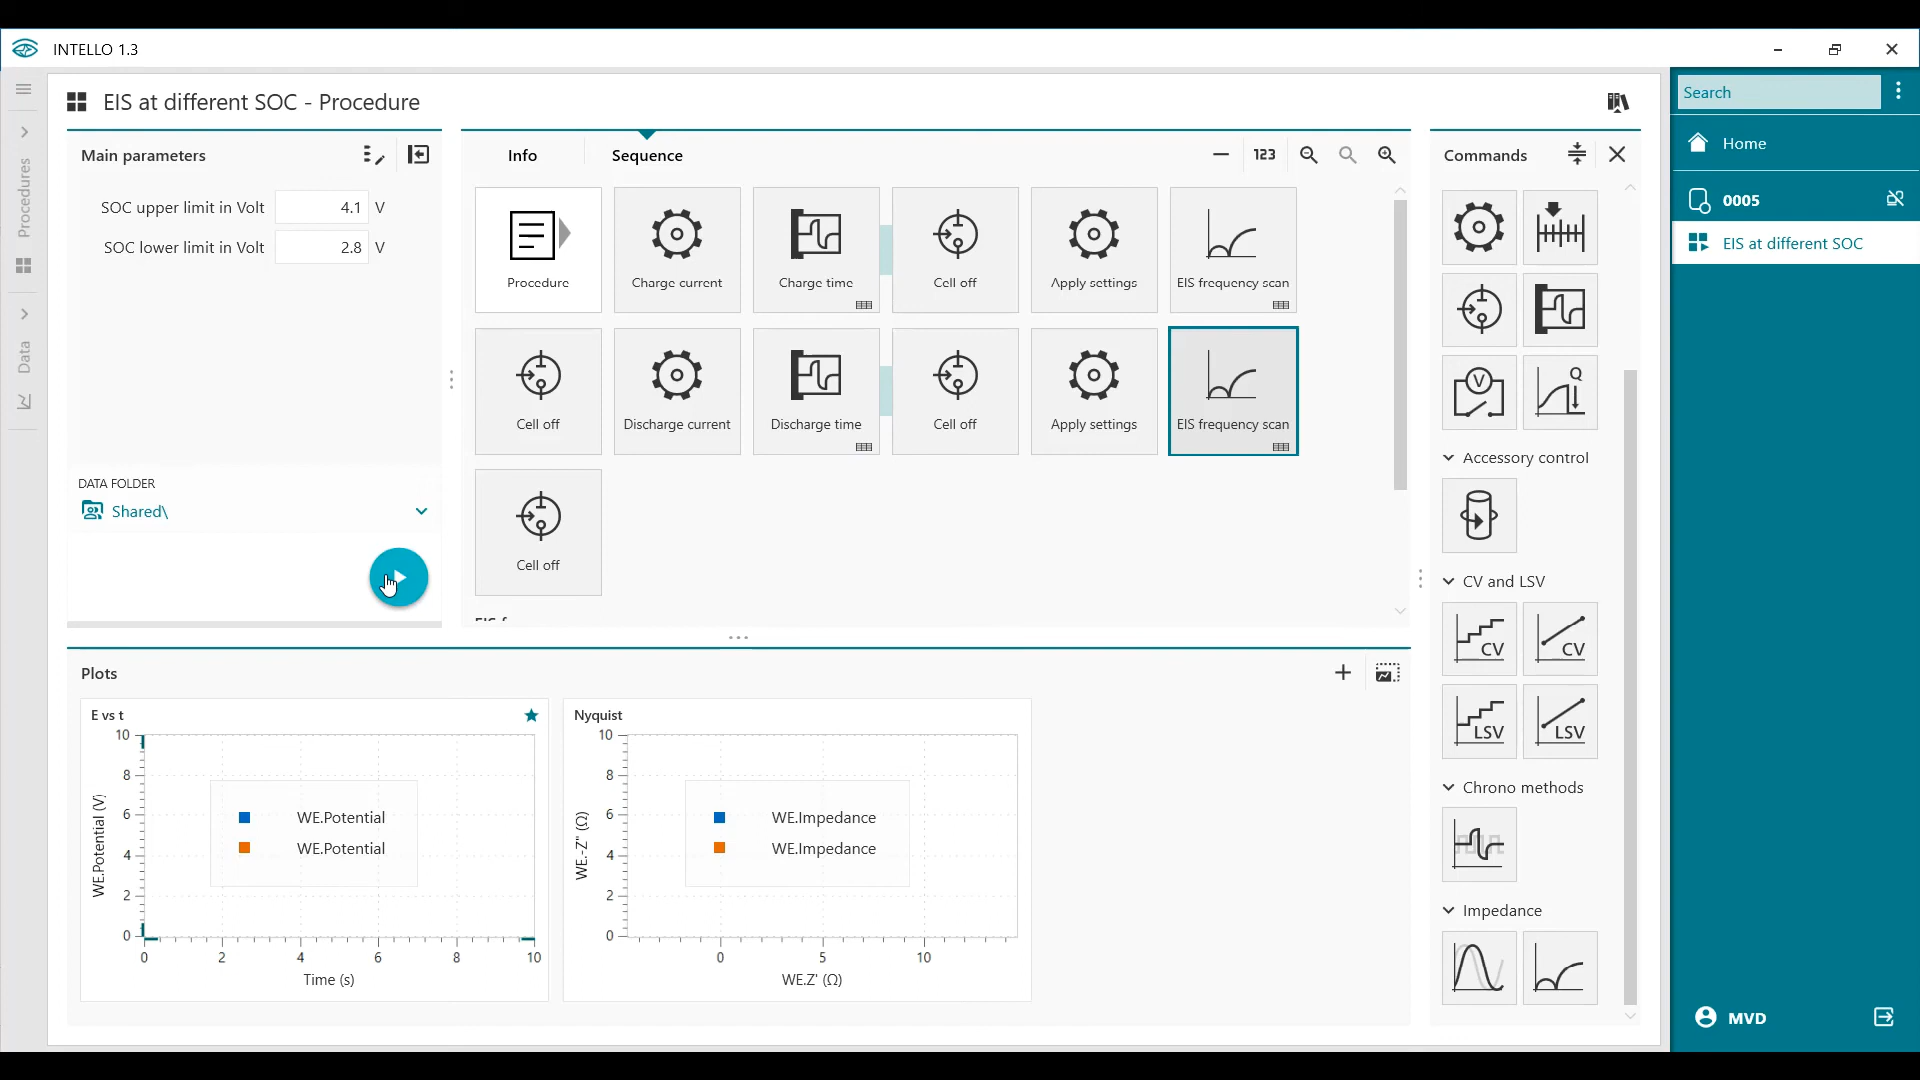 INTELLO 1.3
EIS at different SOC - Procedure
Search
Home
0005
EIS at different SOC
MVD
Procedures
Data
Main parameters
SOC upper limit in Volt 4.1 V
SOC lower limit in Volt 2.8 V
DATA FOLDER
Shared\
Info Sequence 123
Procedure Charge current Charge time Cell off Apply settings EIS frequency scan
Cell off Discharge current Discharge time Cell off Apply settings EIS frequency scan
Cell off
Commands
V Q
Accessory control
CV and LSV
CV CV
LSV LSV
Chrono methods
Impedance
Plots
E vs t
WE.Potential (V)
10
8
6
4
2
0
WE.Potential
WE.Potential
0 2 4 6 8 10
Time (s)
Nyquist
WE.-Z" (Ω)
10
8
6
4
2
0
WE.Impedance
WE.Impedance
0 5 10
WE.Z' (Ω)